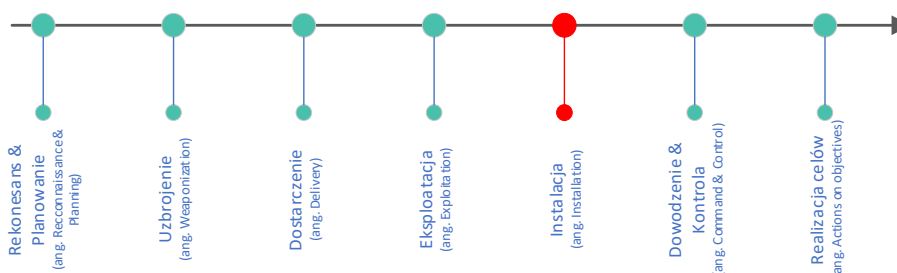 Rekonesans &
Planowanie
(ang. Recconnaissance &
Planning)
Uzbrojenie
(ang. Weaponization)
Dostarczenie
(ang. Delivery)
Eksploatacja
(ang. Exploitation)
Instalacja
(ang. Installation)
Dowodzenie &
Kontrola
(ang. Command & Control)
Realizacja celów
(ang. Actions on objectives)